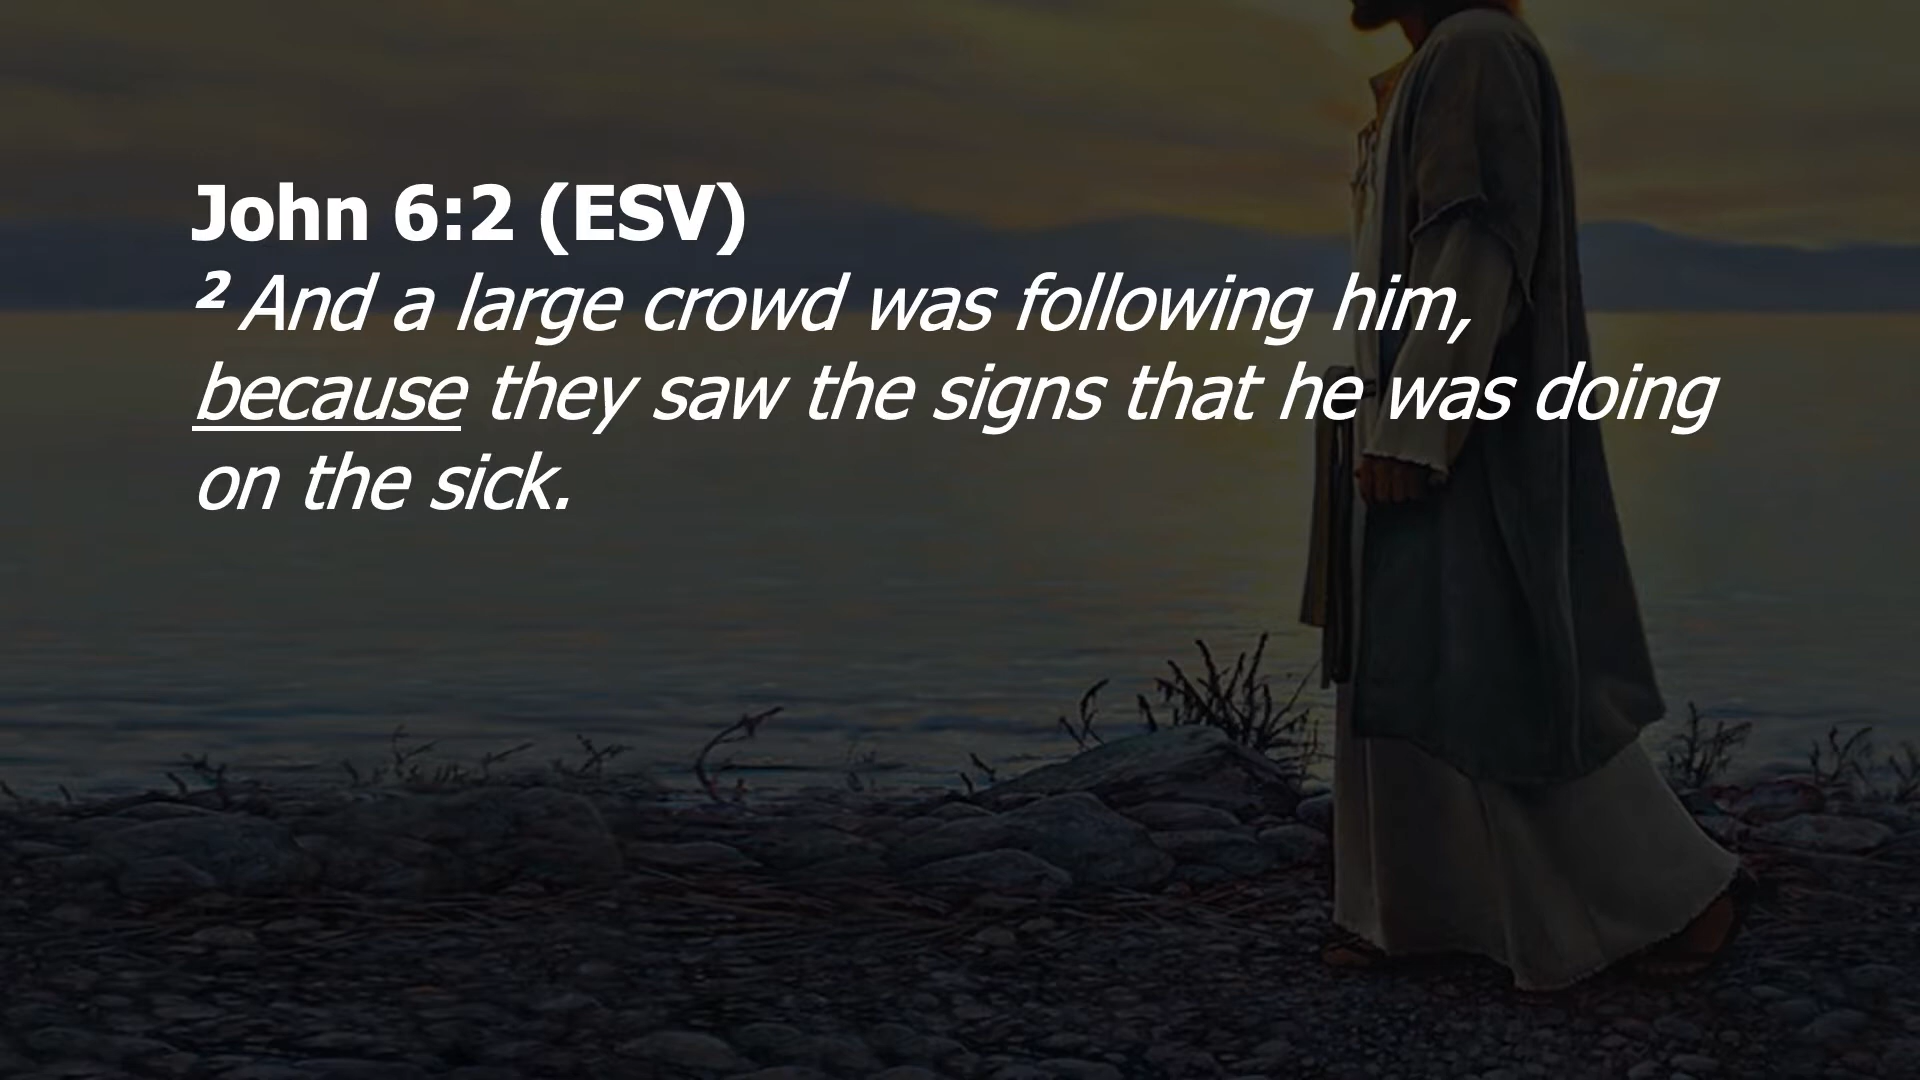 John 6:2 (ESV)
² And a large crowd was following him,
because they saw the signs that he was doing
on the sick.